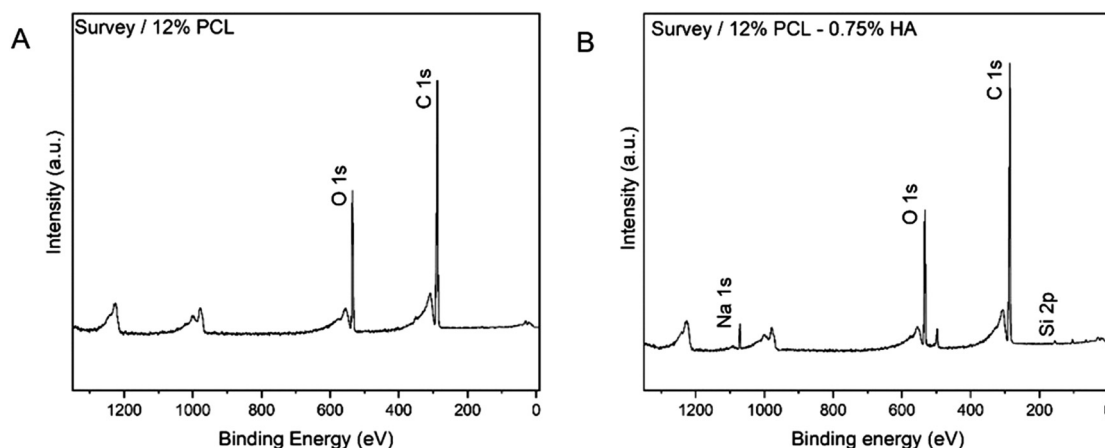 A
Survey / 12% PCL
C 1s
O 1s
Intensity (a.u.)
1200 1000 800 600 400 200 0
Binding Energy (eV)
B
Survey / 12% PCL - 0.75% HA
C 1s
O 1s
Na 1s
Si 2p
Intensity (a.u.)
1200 1000 800 600 400 200
Binding energy (eV)